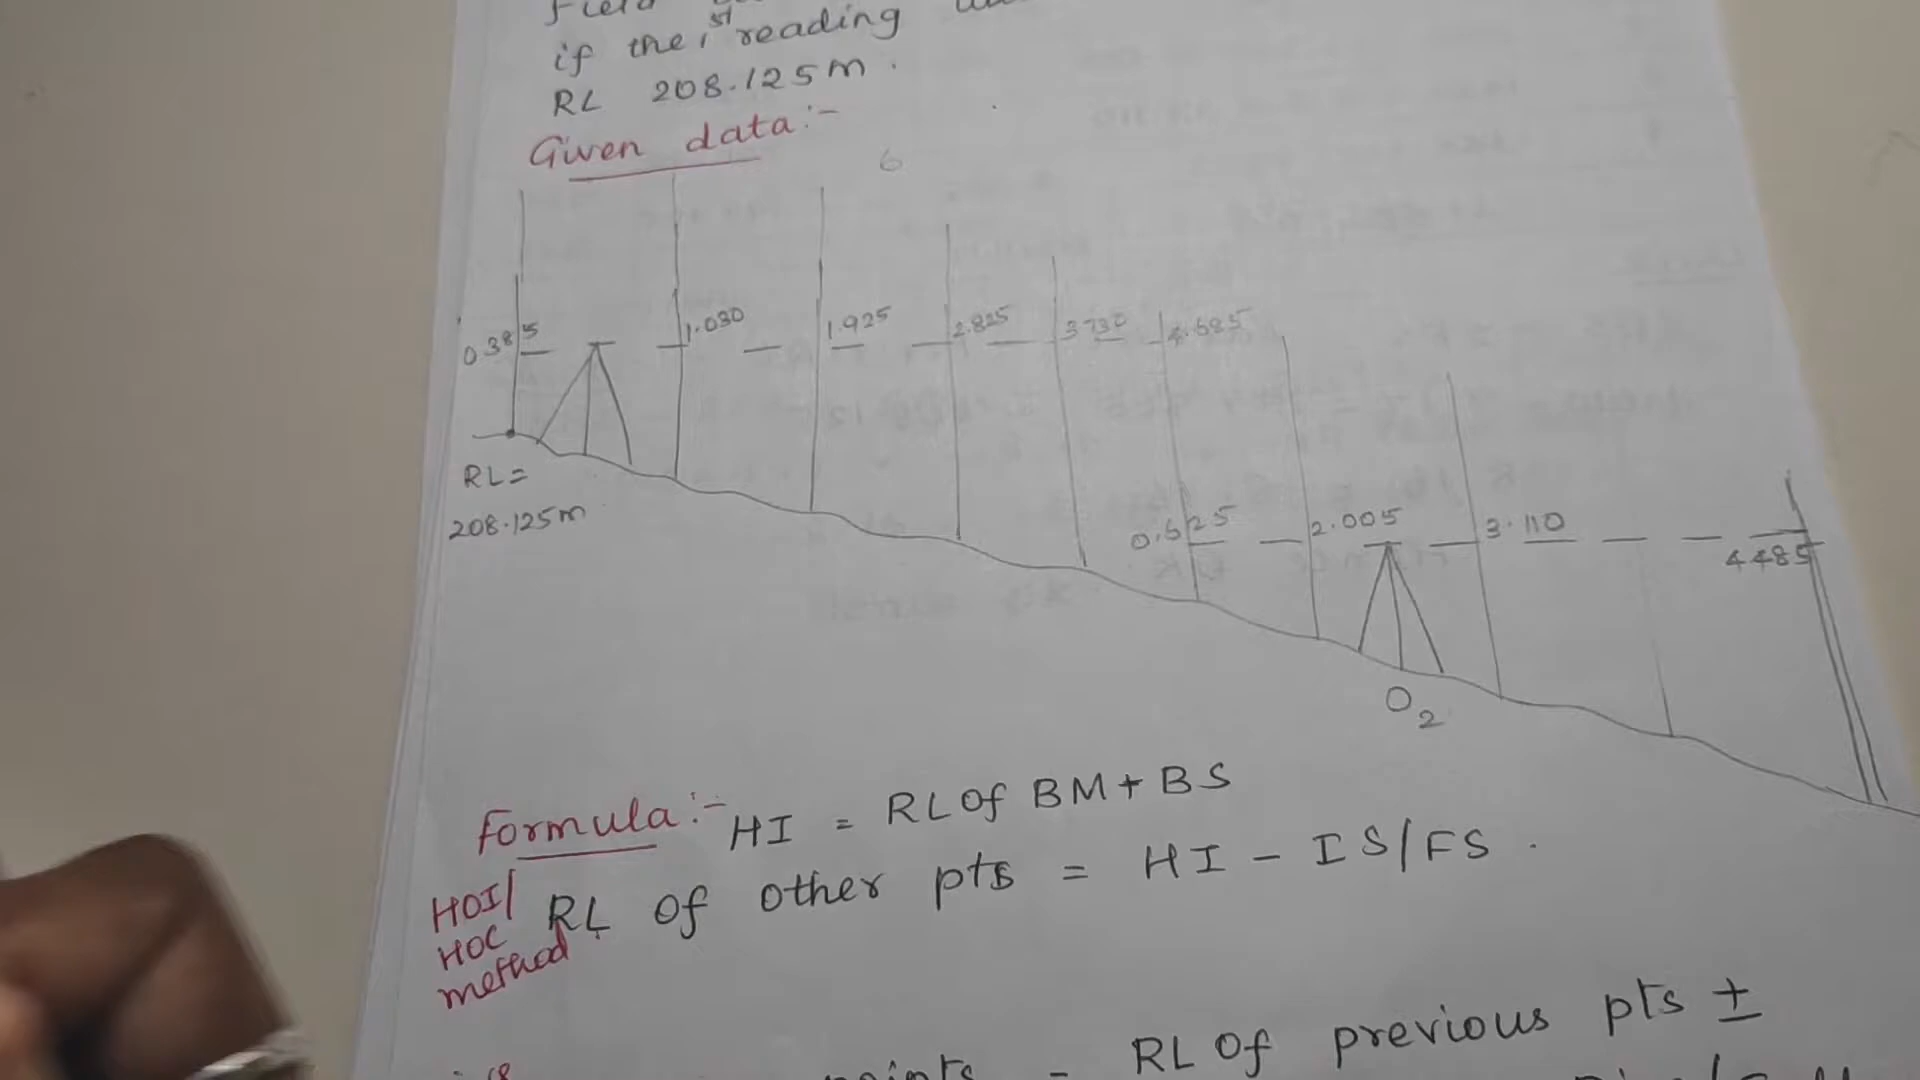 if the 1st reading
RL 208.125m.
Given data:-
6
0.385 1.030 1.925 2.825 3.730 4.685
RL=
208.125m
0.625 2.005 3.110 4.485
O2
Formula:- HI = RL Of BM + BS
HOI/
HOC
method
RL of other pts = HI - IS/FS.
points = RL Of previous pts ±